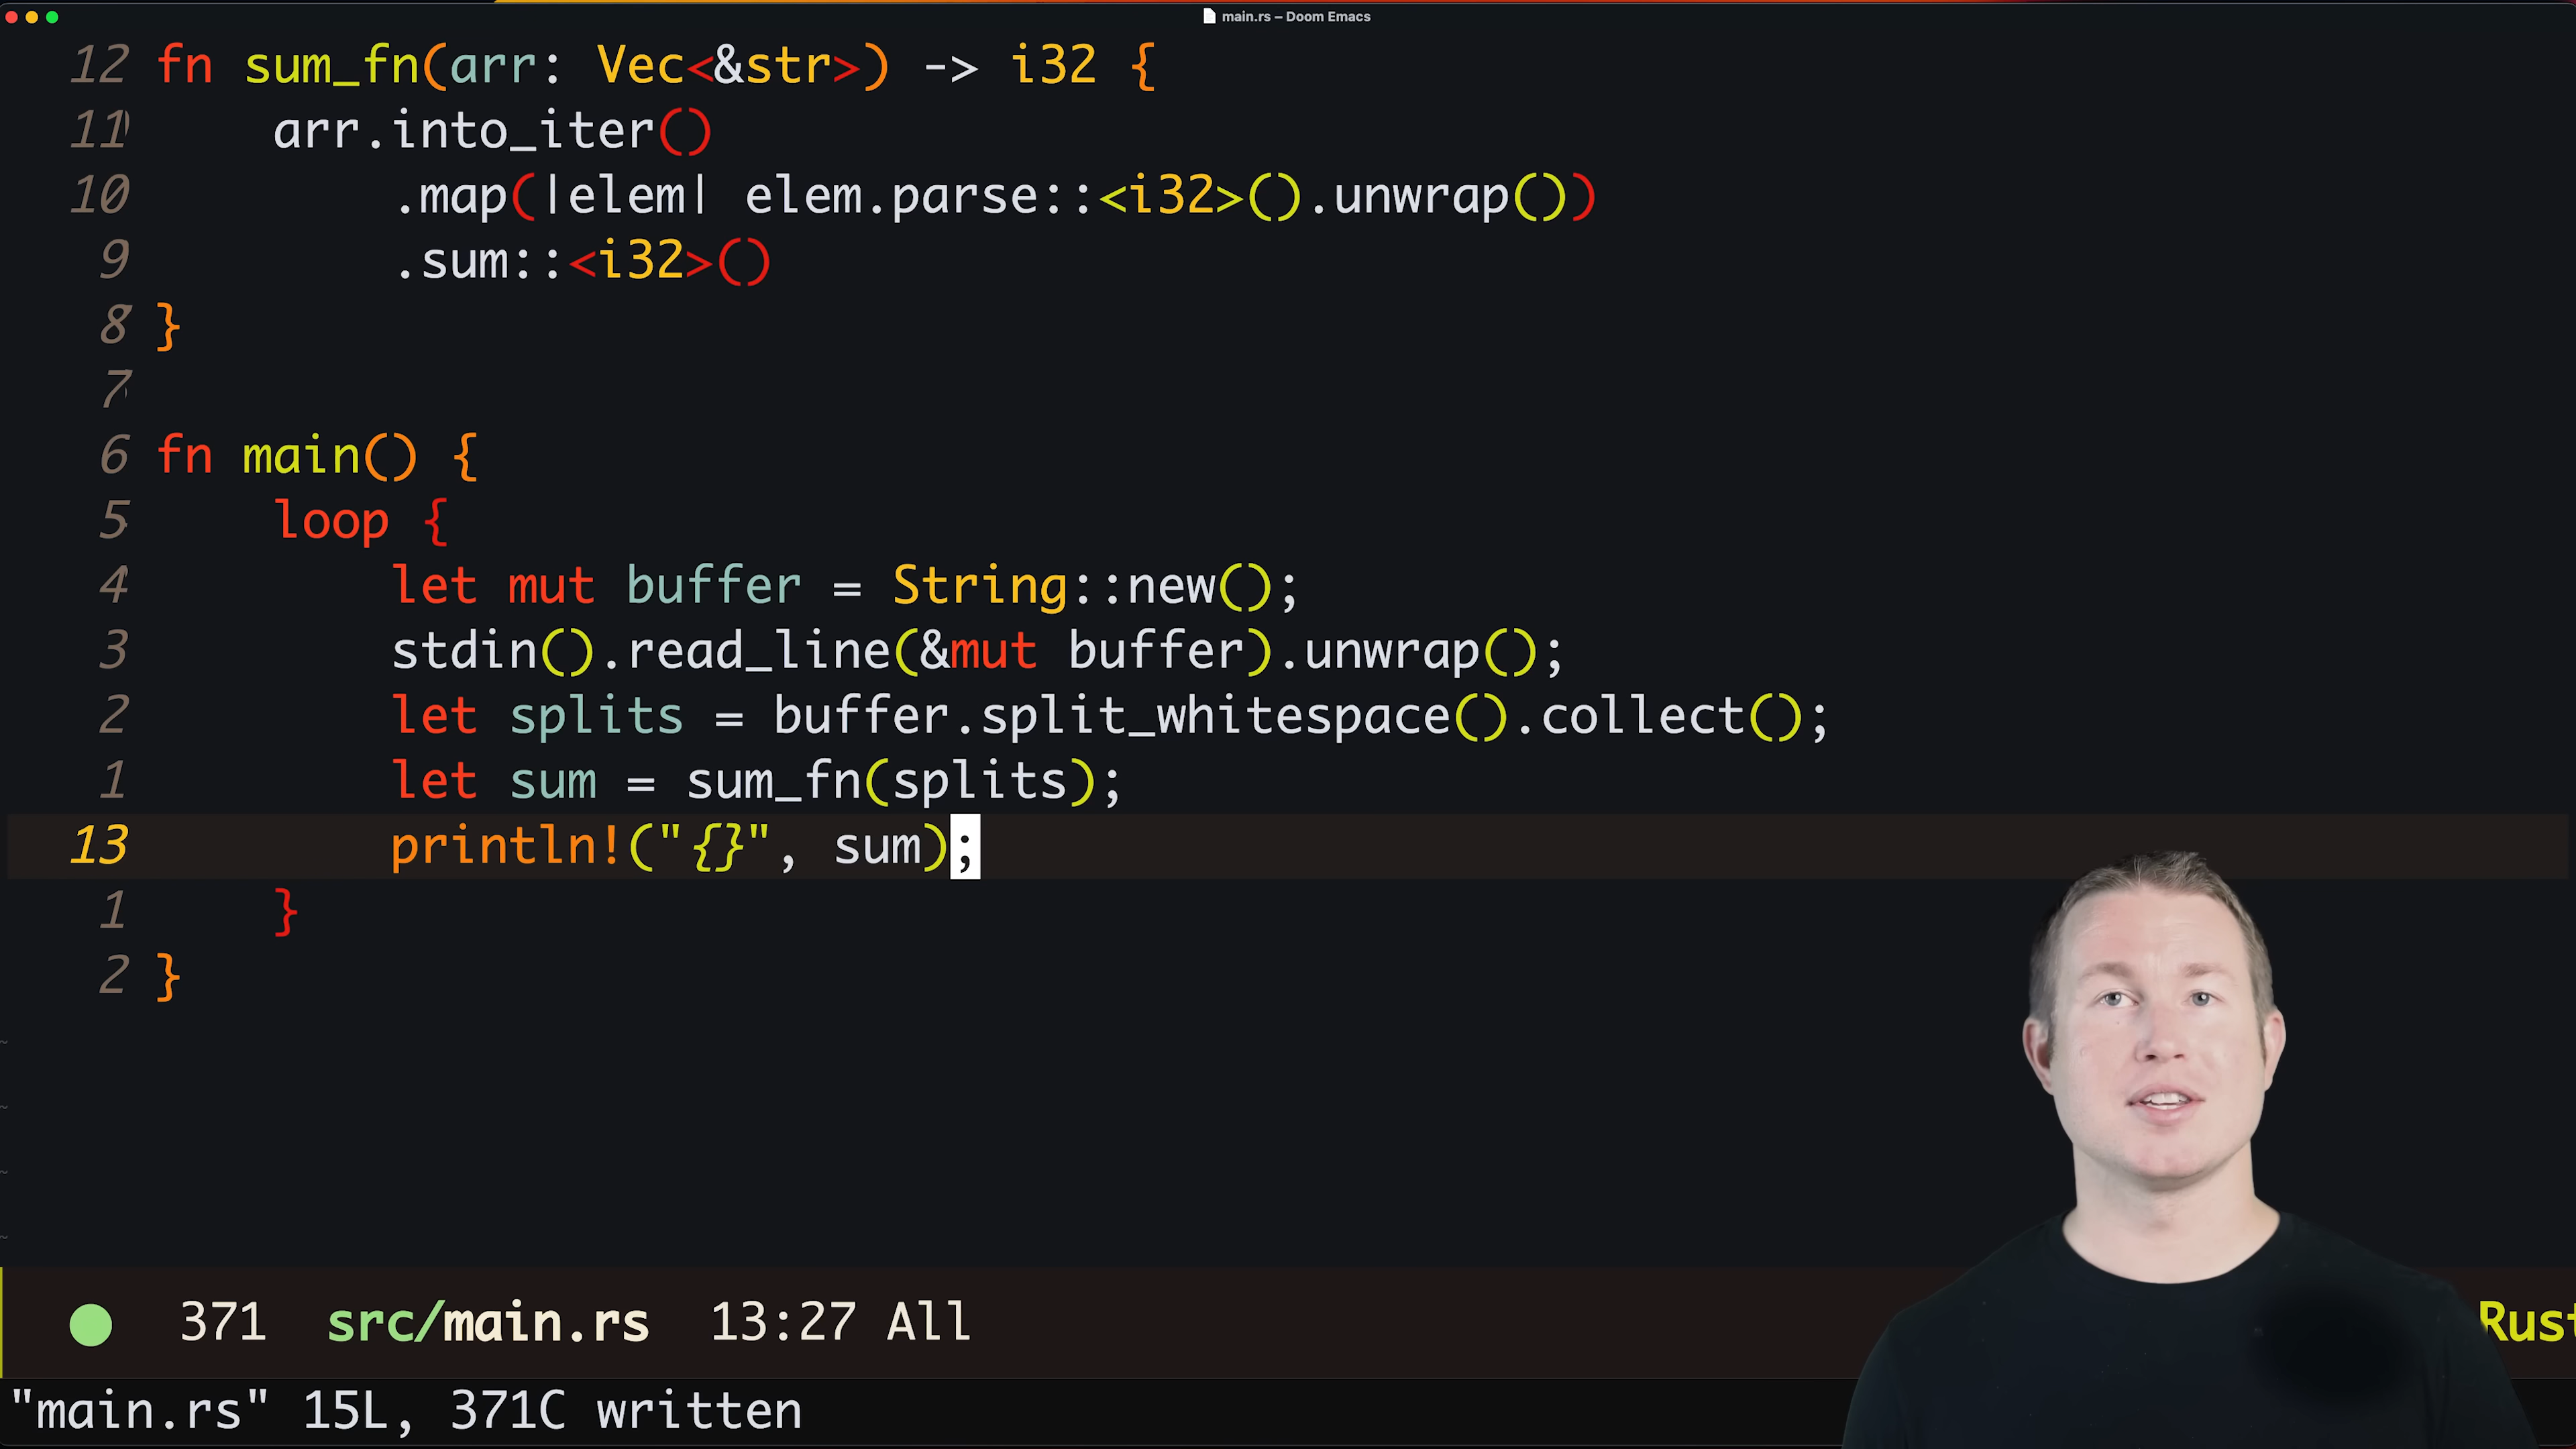 main.rs – Doom Emacs
12 fn sum_fn(arr: Vec<&str>) -> i32 {
11 arr.into_iter()
10 .map(|elem| elem.parse::<i32>().unwrap())
9 .sum::<i32>()
8 }
7
6 fn main() {
5 loop {
4 let mut buffer = String::new();
3 stdin().read_line(&mut buffer).unwrap();
2 let splits = buffer.split_whitespace().collect();
1 let sum = sum_fn(splits);
13 println!("{}", sum);
1 }
2 }
~
~
~
~
371 src/main.rs 13:27 All Rust
"main.rs" 15L, 371C written